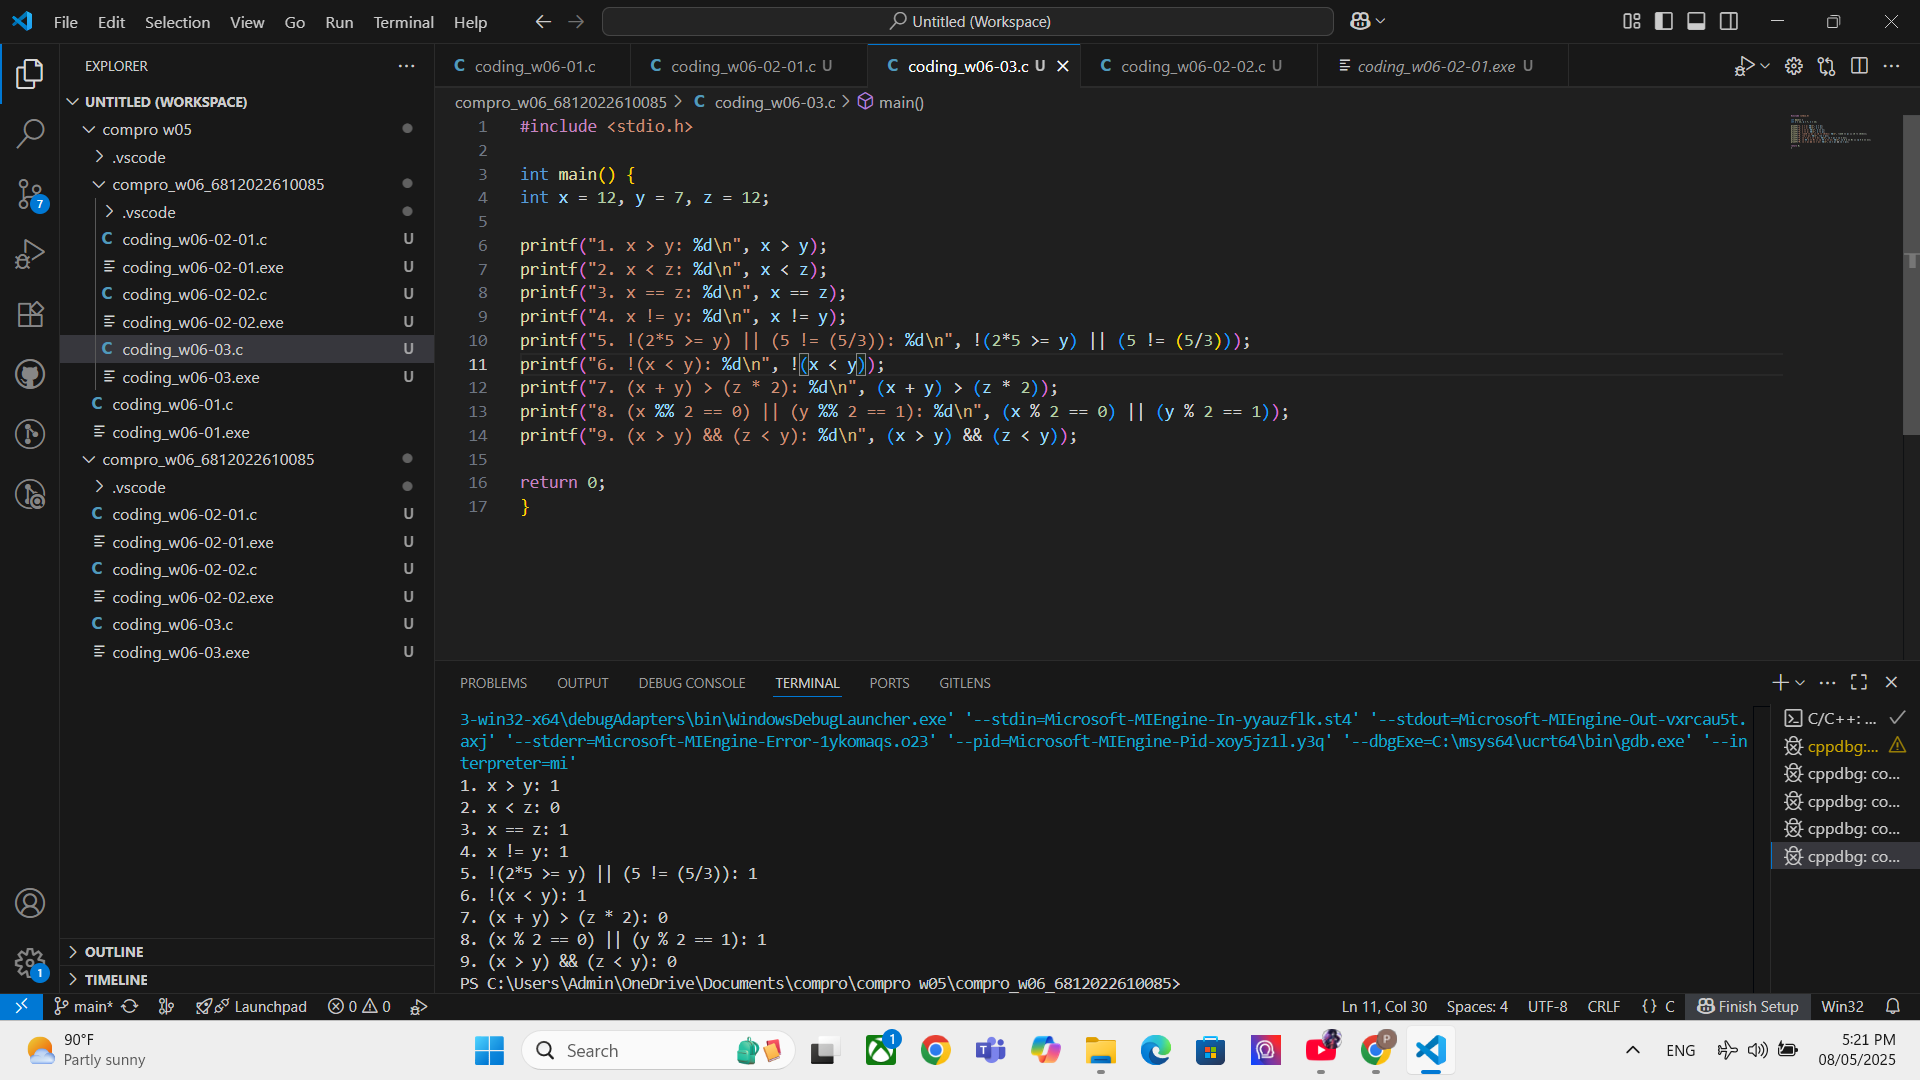 File Edit Selection View Go Run Terminal Help
Untitled (Workspace)
EXPLORER
UNTITLED (WORKSPACE)
compro w05
.vscode
compro_w06_6812022610085
.vscode
coding_w06-02-01.c U
coding_w06-02-01.exe U
coding_w06-02-02.c U
coding_w06-02-02.exe U
coding_w06-03.c U
coding_w06-03.exe U
coding_w06-01.c
coding_w06-01.exe
compro_w06_6812022610085
.vscode
coding_w06-02-01.c U
coding_w06-02-01.exe U
coding_w06-02-02.c U
coding_w06-02-02.exe U
coding_w06-03.c U
coding_w06-03.exe U
OUTLINE
TIMELINE
7
1
C coding_w06-01.c C coding_w06-02-01.c U C coding_w06-03.c U C coding_w06-02-02.c U coding_w06-02-01.exe U
compro_w06_6812022610085 > C coding_w06-03.c > main()
1 #include <stdio.h>
2
3 int main() {
4 int x = 12, y = 7, z = 12;
5
6 printf("1. x > y: %d\n", x > y);
7 printf("2. x < z: %d\n", x < z);
8 printf("3. x == z: %d\n", x == z);
9 printf("4. x != y: %d\n", x != y);
10 printf("5. !(2*5 >= y) || (5 != (5/3)): %d\n", !(2*5 >= y) || (5 != (5/3)));
11 printf("6. !(x < y): %d\n", !(x < y));
12 printf("7. (x + y) > (z * 2): %d\n", (x + y) > (z * 2));
13 printf("8. (x %% 2 == 0) || (y %% 2 == 1): %d\n", (x % 2 == 0) || (y % 2 == 1));
14 printf("9. (x > y) && (z < y): %d\n", (x > y) && (z < y));
15
16 return 0;
17 }
PROBLEMS OUTPUT DEBUG CONSOLE TERMINAL PORTS GITLENS
3-win32-x64\debugAdapters\bin\WindowsDebugLauncher.exe' '--stdin=Microsoft-MIEngine-In-yyauzflk.st4' '--stdout=Microsoft-MIEngine-Out-vxrcau5t.
axj' '--stderr=Microsoft-MIEngine-Error-1ykomaqs.o23' '--pid=Microsoft-MIEngine-Pid-xoy5jz1l.y3q' '--dbgExe=C:\msys64\ucrt64\bin\gdb.exe' '--in
terpreter=mi'
1. x > y: 1
2. x < z: 0
3. x == z: 1
4. x != y: 1
5. !(2*5 >= y) || (5 != (5/3)): 1
6. !(x < y): 1
7. (x + y) > (z * 2): 0
8. (x % 2 == 0) || (y % 2 == 1): 1
9. (x > y) && (z < y): 0
PS C:\Users\Admin\OneDrive\Documents\compro\compro w05\compro_w06_6812022610085>
C/C++: ...
cppdbg:...
cppdbg: co...
cppdbg: co...
cppdbg: co...
cppdbg: co...
main* Launchpad 0 0
Ln 11, Col 30 Spaces: 4 UTF-8 CRLF {} C Finish Setup Win32
90°F
Partly sunny
Search
1
P
ENG
5:21 PM
08/05/2025